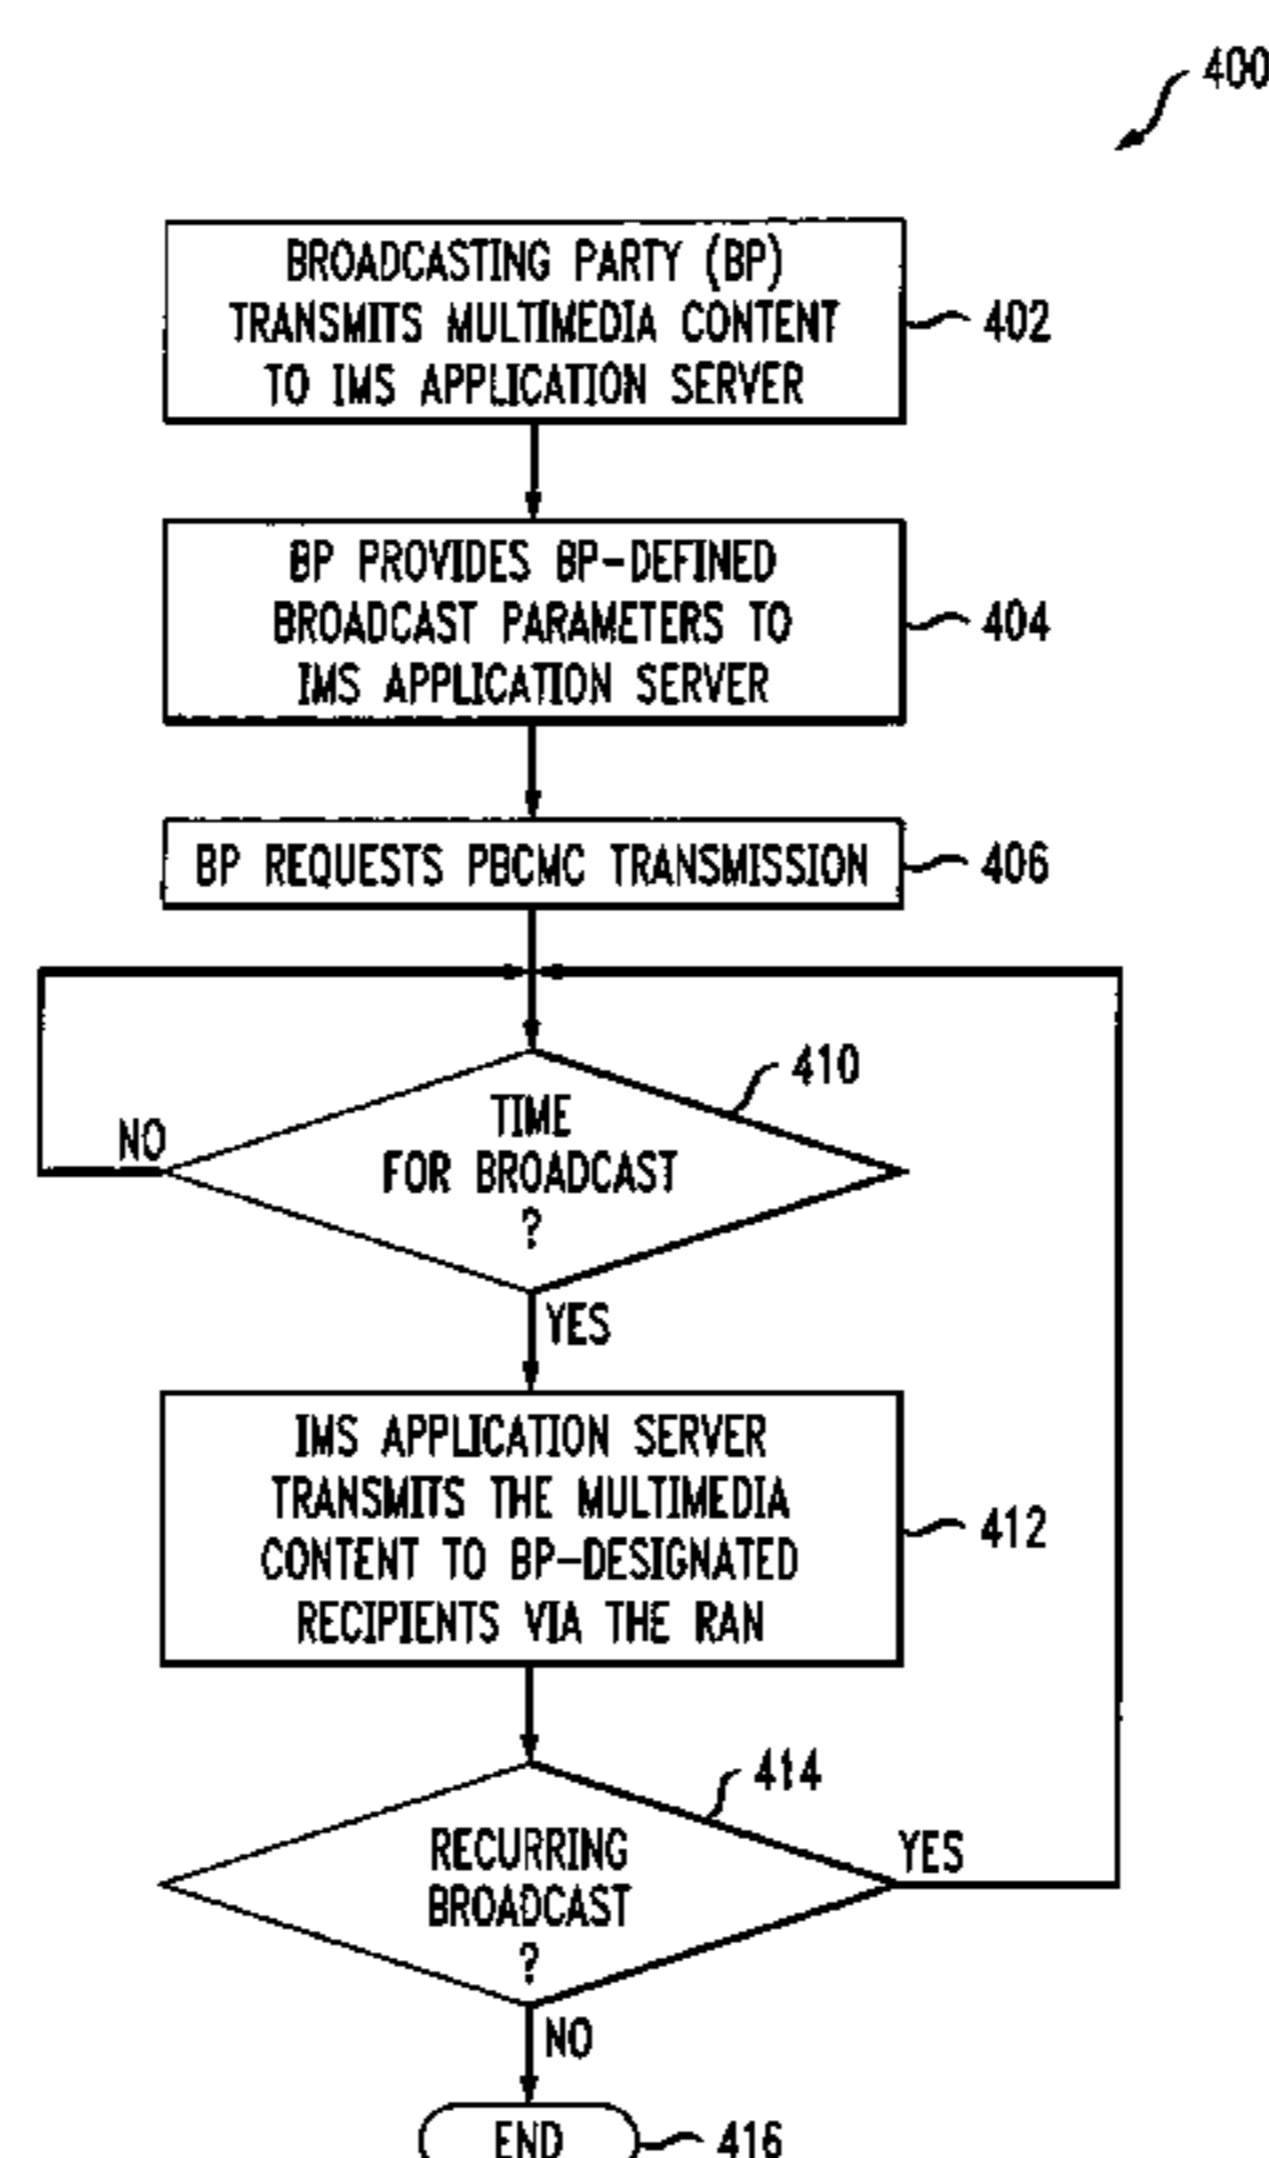 400
BROADCASTING PARTY (BP)
TRANSMITS MULTIMEDIA CONTENT
TO IMS APPLICATION SERVER
402
BP PROVIDES BP-DEFINED
BROADCAST PARAMETERS TO
IMS APPLICATION SERVER
404
BP REQUESTS PBCMC TRANSMISSION
406
410
TIME
FOR BROADCAST
?
NO
YES
IMS APPLICATION SERVER
TRANSMITS THE MULTIMEDIA
CONTENT TO BP-DESIGNATED
RECIPIENTS VIA THE RAN
412
414
RECURRING
BROADCAST
?
YES
NO
END
416